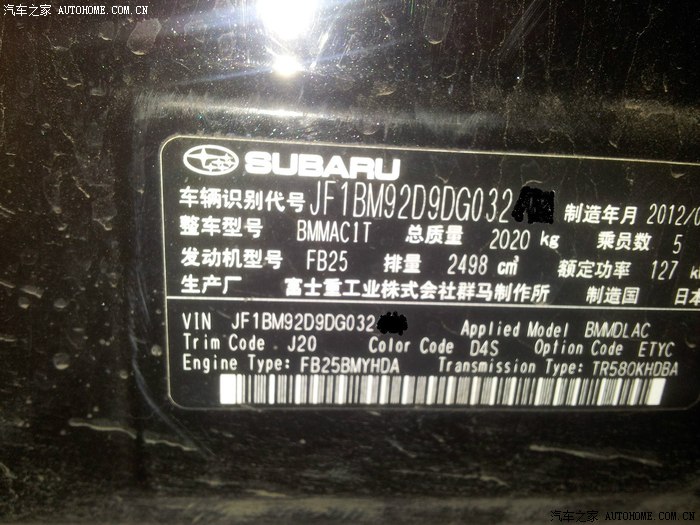 汽车之家 AUTOHOME.COM.CN
SUBARU
车辆识别代号 JF1BM92D9DG032 制造年月 2012/0
整车型号 BMMAC1T 总质量 2020 kg 乘员数 5
发动机型号 FB25 排量 2498 cm³ 额定功率 127 k
生产厂 富士重工业株式会社群马制作所 制造国 日本
VIN JF1BM92D9DG032 Applied Model BMMDLAC
Trim Code J20 Color Code D4S Option Code ETYC
Engine Type: FB25BMYHDA Transmission Type: TR580KHDBA
汽车之家 AUTOHOME.COM.CN